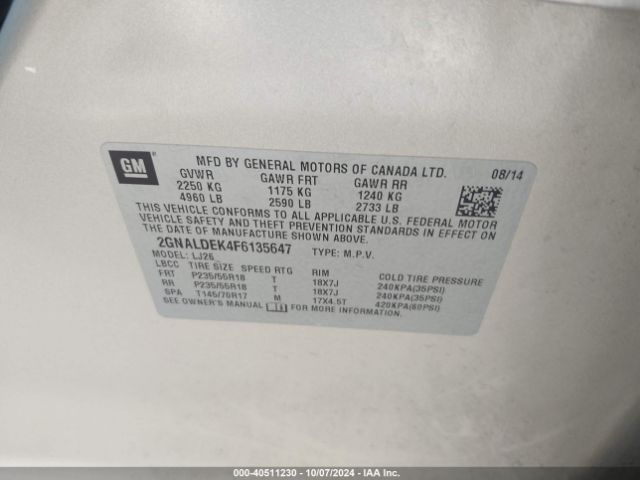 GM
MFD BY GENERAL MOTORS OF CANADA LTD. 08/14
GVWR GAWR FRT GAWR RR
2250 KG 1175 KG 1240 KG
4960 LB 2590 LB 2733 LB
THIS VEHICLE CONFORMS TO ALL APPLICABLE U.S. FEDERAL MOTOR
VEHICLE SAFETY AND THEFT PREVENTION STANDARDS IN EFFECT ON
THE DATE OF MANUFACTURE SHOWN ABOVE.
2GNALDEK4F6135647 TYPE: M.P.V.
MODEL: LJ26
LBCC TIRE SIZE SPEED RTG RIM COLD TIRE PRESSURE
FRT P235/55R18 T 18X7J 240KPA(35PSI)
RR P235/55R18 T 18X7J 240KPA(35PSI)
SPA T145/70R17 M 17X4.5T 420KPA(60PSI)
SEE OWNER'S MANUAL FOR MORE INFORMATION.
000-40511230 - 10/07/2024 - IAA Inc.